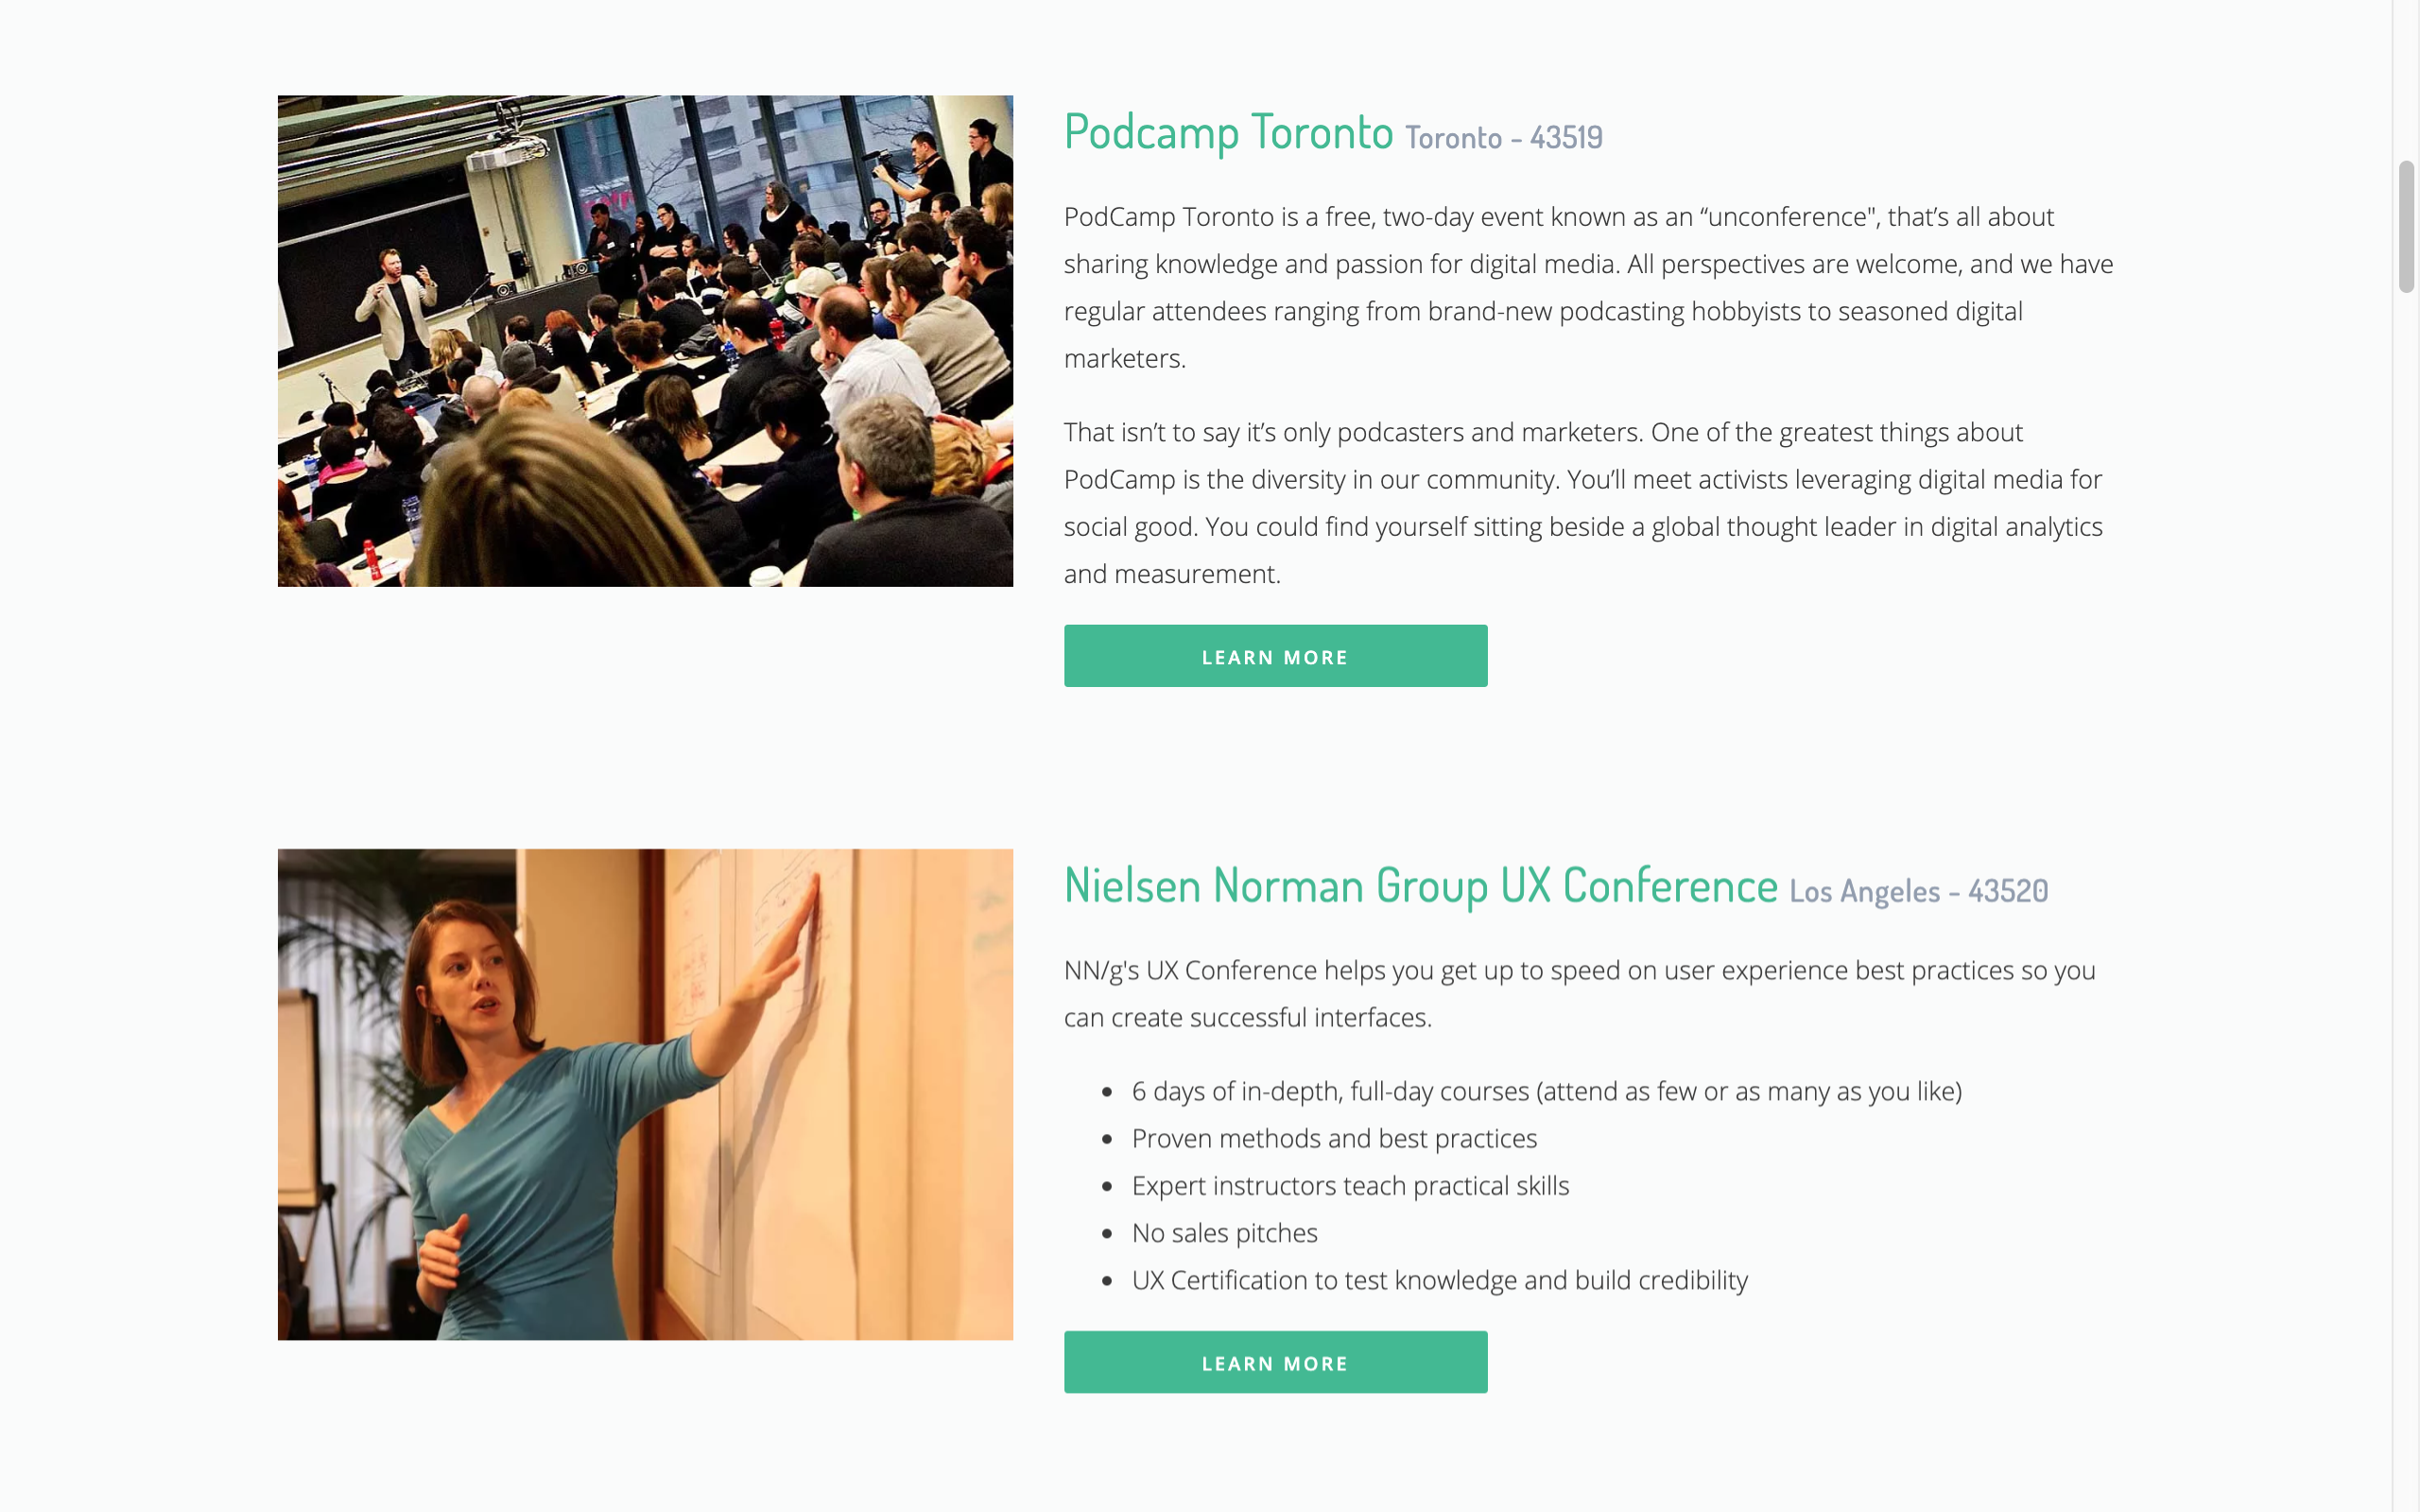 Podcamp Toronto Toronto - 43519
PodCamp Toronto is a free, two-day event known as an “unconference", that’s all about
sharing knowledge and passion for digital media. All perspectives are welcome, and we have
regular attendees ranging from brand-new podcasting hobbyists to seasoned digital
marketers.
That isn’t to say it’s only podcasters and marketers. One of the greatest things about
PodCamp is the diversity in our community. You’ll meet activists leveraging digital media for
social good. You could find yourself sitting beside a global thought leader in digital analytics
and measurement.
LEARN MORE
Nielsen Norman Group UX Conference Los Angeles - 43520
NN/g's UX Conference helps you get up to speed on user experience best practices so you
can create successful interfaces.
• 6 days of in-depth, full-day courses (attend as few or as many as you like)
• Proven methods and best practices
• Expert instructors teach practical skills
• No sales pitches
• UX Certification to test knowledge and build credibility
LEARN MORE